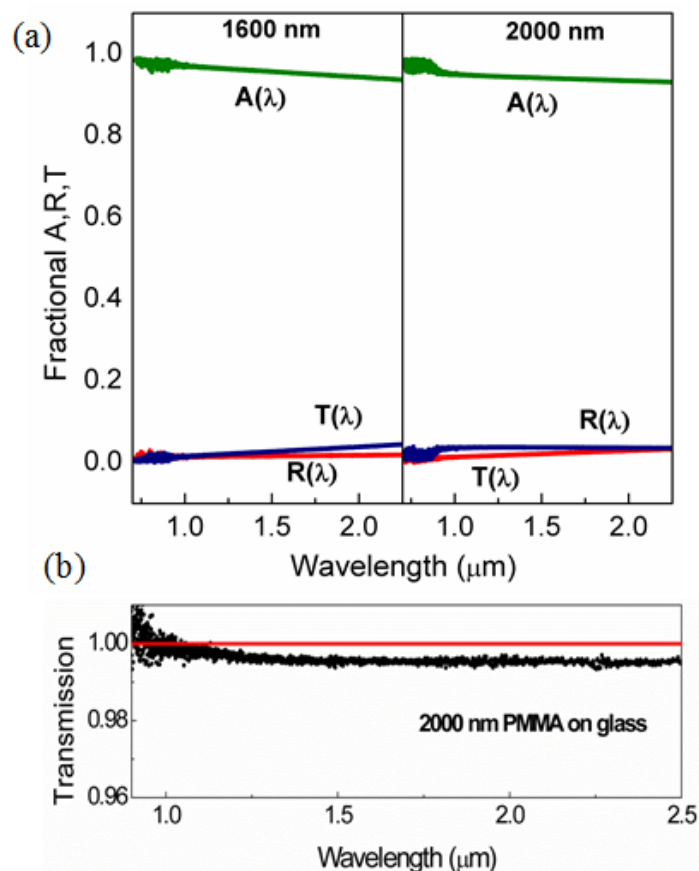 (a)
1600 nm 2000 nm
Fractional A,R,T
1.0
0.8
0.6
0.4
0.2
0.0
A(λ) A(λ)
T(λ) R(λ)
R(λ) T(λ)
1.0 1.5 2.0 1.0 1.5 2.0
Wavelength (μm)
(b)
Transmission
1.00
0.98
0.96
2000 nm PMMA on glass
1.0 1.5 2.0 2.5
Wavelength (μm)